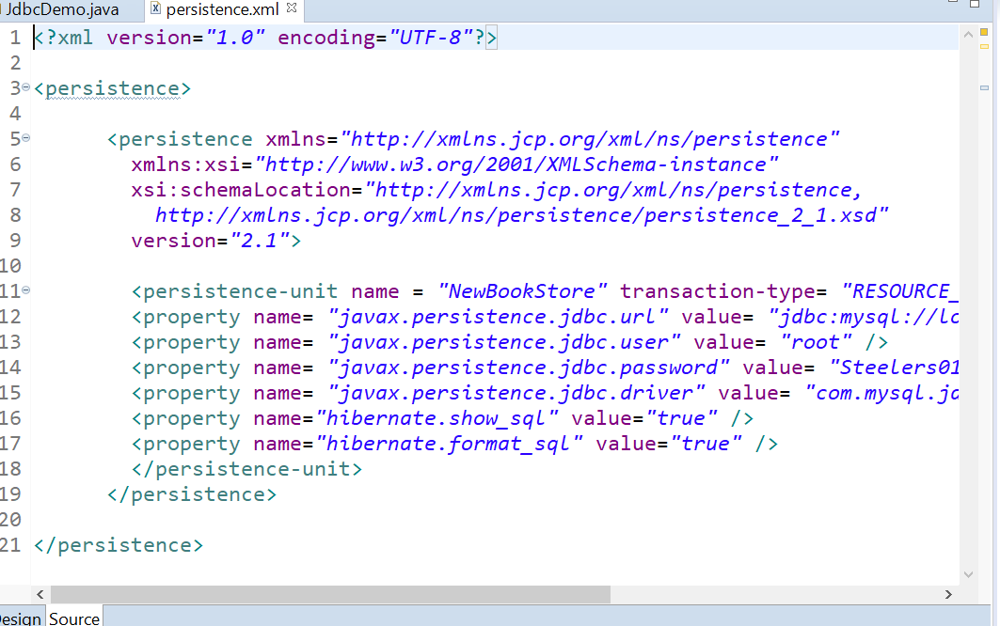 JdbcDemo.java persistence.xml
1 <?xml version="1.0" encoding="UTF-8"?>
2
3 <persistence>
4
5 <persistence xmlns="http://xmlns.jcp.org/xml/ns/persistence"
6 xmlns:xsi="http://www.w3.org/2001/XMLSchema-instance"
7 xsi:schemaLocation="http://xmlns.jcp.org/xml/ns/persistence,
8 http://xmlns.jcp.org/xml/ns/persistence/persistence_2_1.xsd"
9 version="2.1">
10
11 <persistence-unit name = "NewBookStore" transaction-type= "RESOURCE_
12 <property name= "javax.persistence.jdbc.url" value= "jdbc:mysql://lo
13 <property name= "javax.persistence.jdbc.user" value= "root" />
14 <property name= "javax.persistence.jdbc.password" value= "Steelers01
15 <property name= "javax.persistence.jdbc.driver" value= "com.mysql.jd
16 <property name="hibernate.show_sql" value="true" />
17 <property name="hibernate.format_sql" value="true" />
18 </persistence-unit>
19 </persistence>
20
21 </persistence>
esign Source